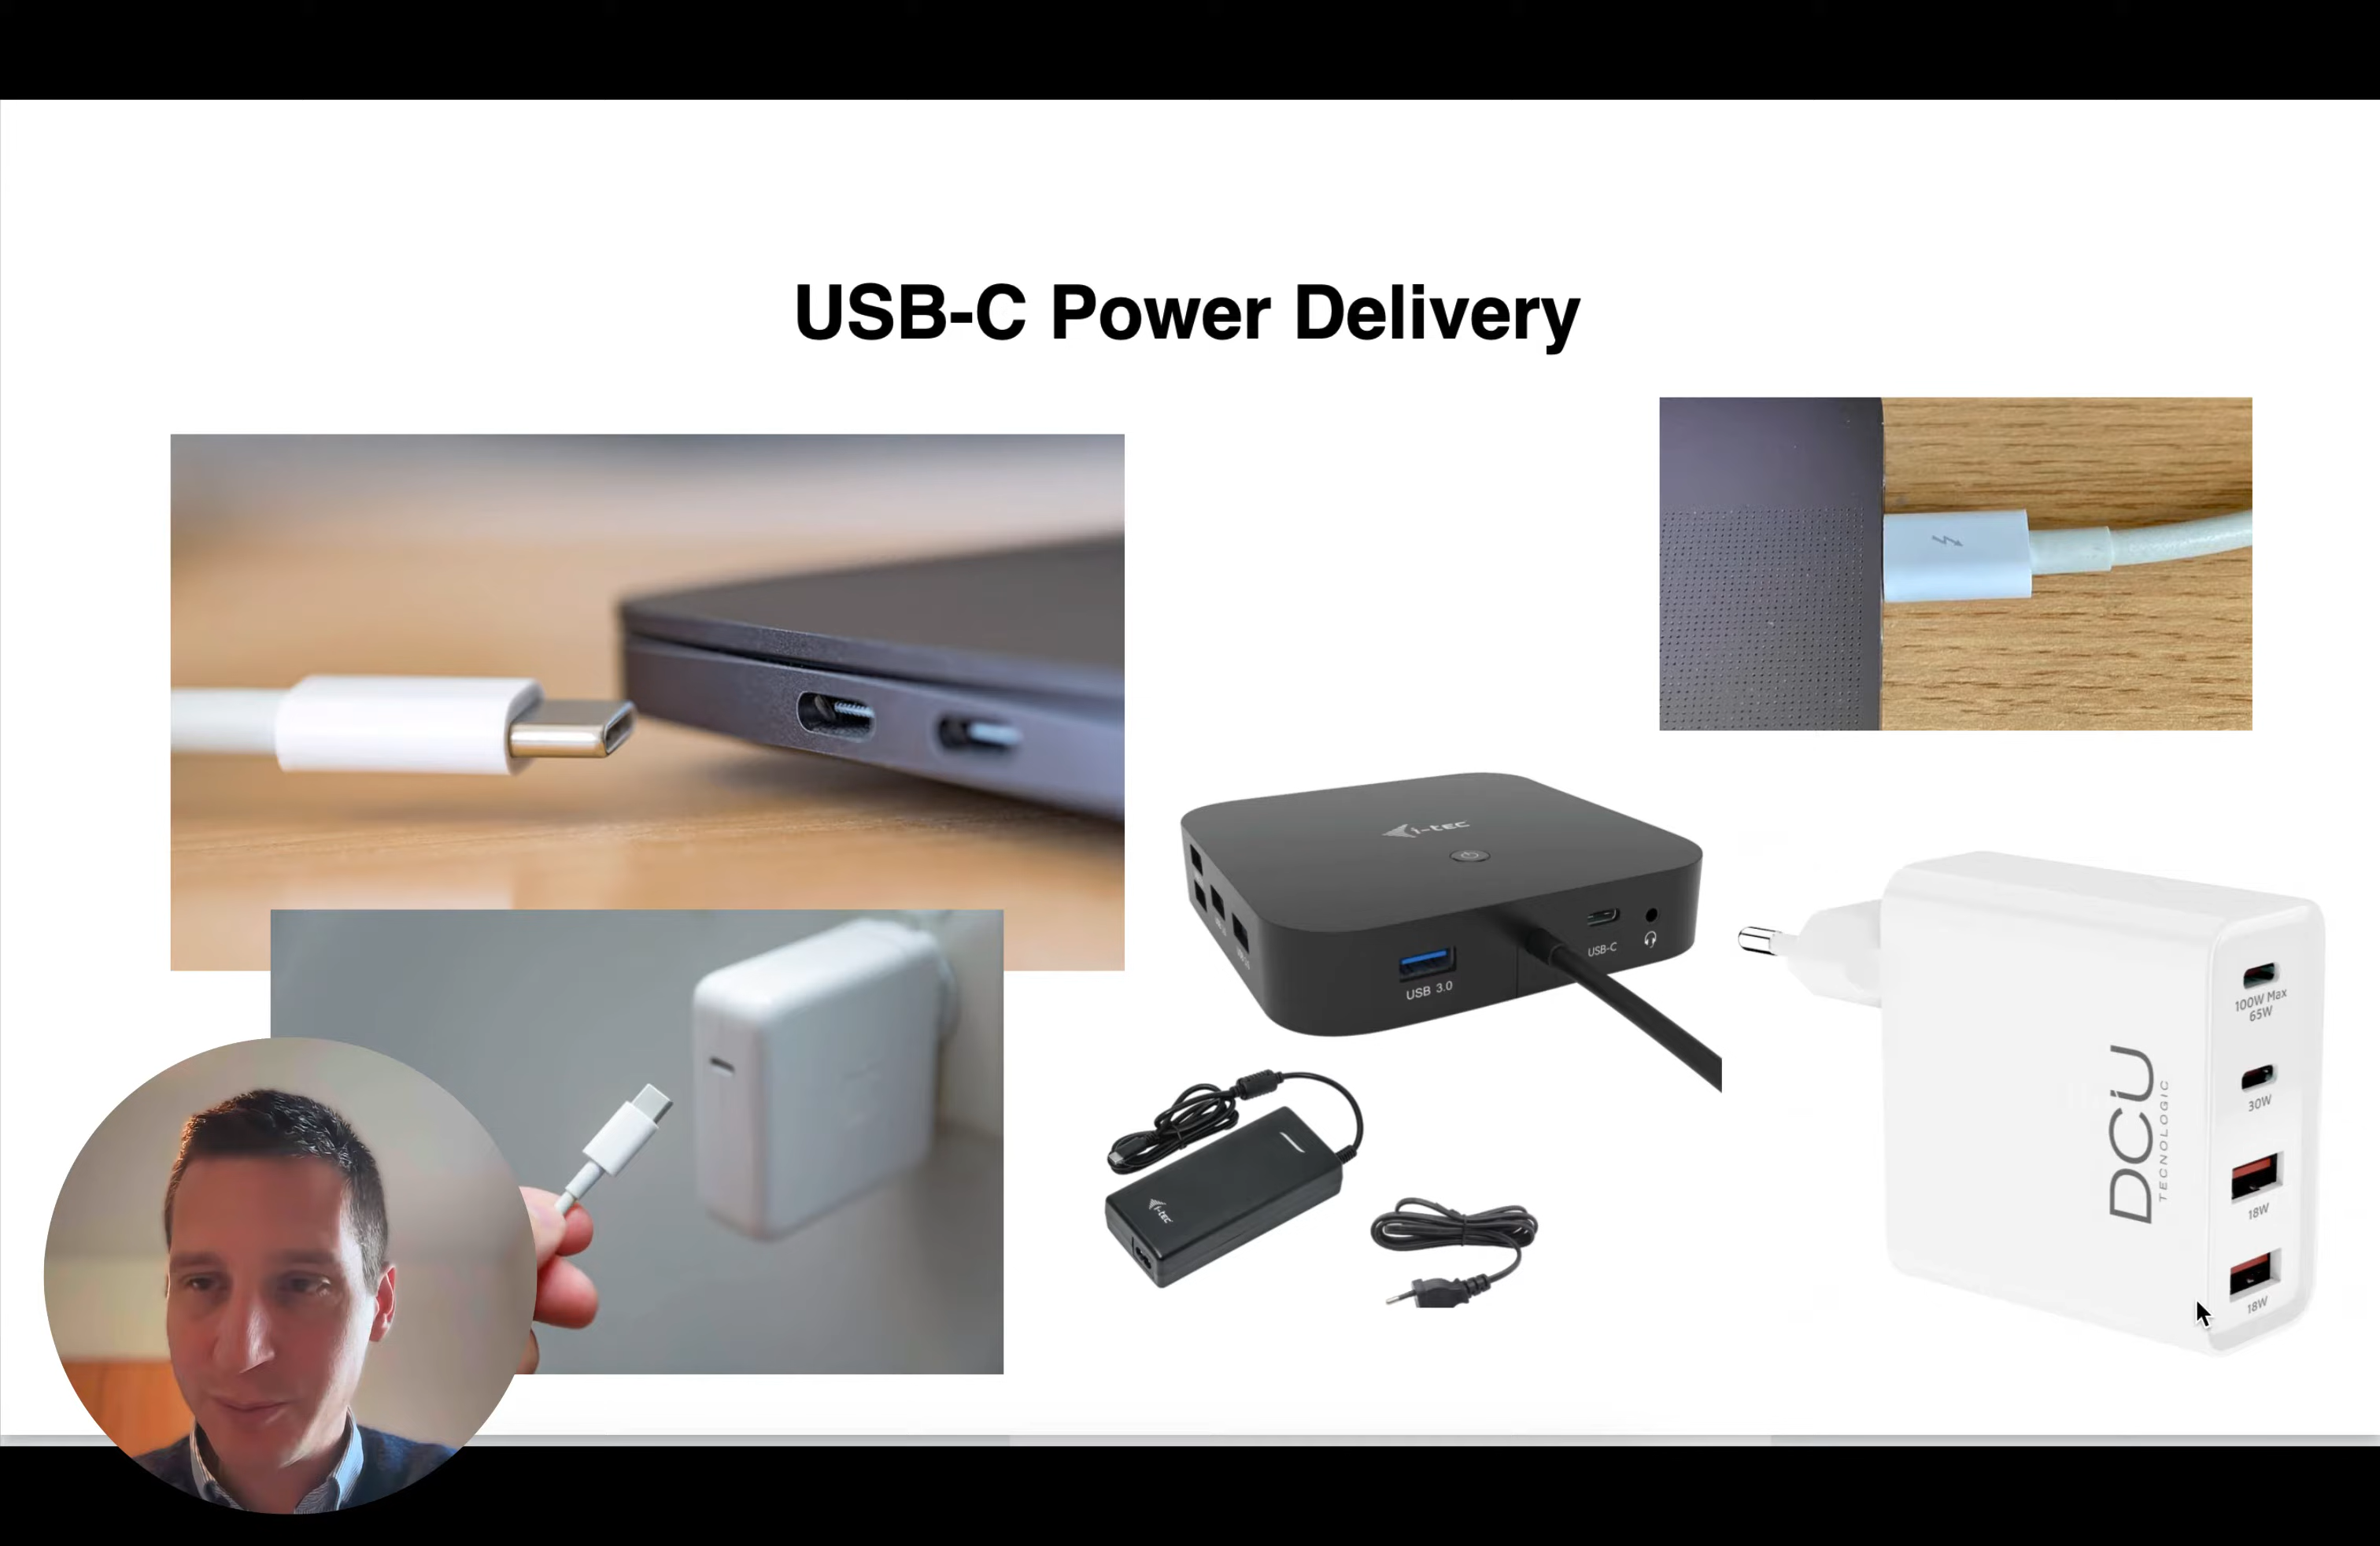 USB-C Power Delivery
i-tec
USB 3.0
USB-C
i-tec
DCU
TECNOLOGIC
100W Max
65W
30W
18W
18W